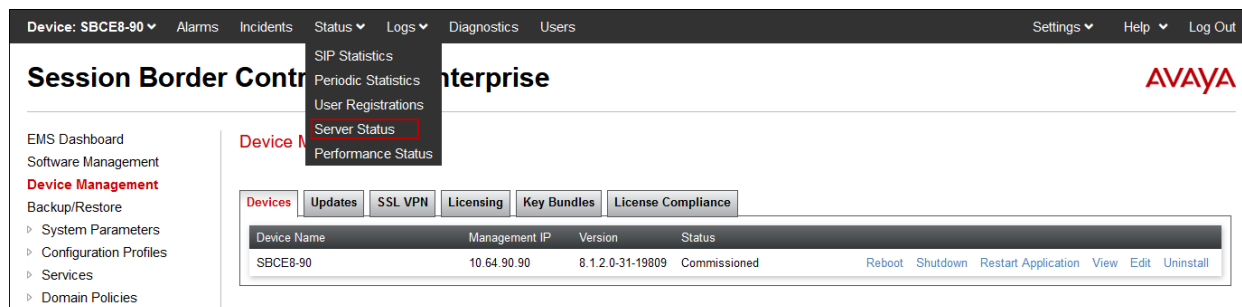 Device: SBCE8-90 Alarms Incidents Status Logs Diagnostics Users Settings Help Log Out
SIP Statistics
Periodic Statistics
User Registrations
Server Status
Performance Status
Session Border Contr nterprise
AVAYA
EMS Dashboard
Software Management
Device Management
Backup/Restore
System Parameters
Configuration Profiles
Services
Domain Policies
Device M
Devices Updates SSL VPN Licensing Key Bundles License Compliance
Device Name Management IP Version Status
SBCE8-90 10.64.90.90 8.1.2.0-31-19809 Commissioned Reboot Shutdown Restart Application View Edit Uninstall